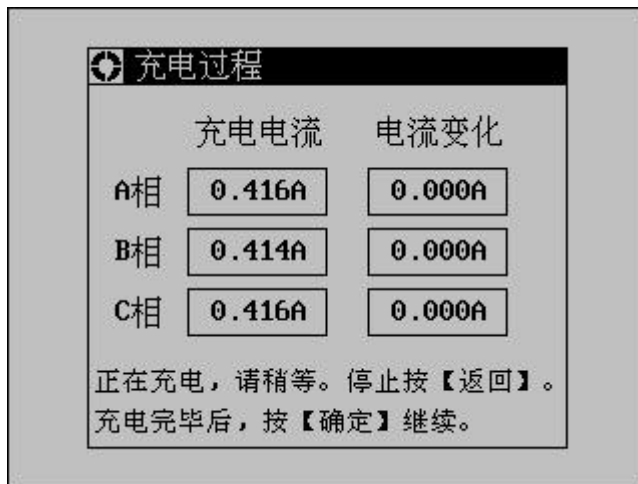 充电过程
充电电流 电流变化
A相 0.416A 0.000A
B相 0.414A 0.000A
C相 0.416A 0.000A
正在充电，请稍等。停止按【返回】。
充电完毕后，按【确定】继续。